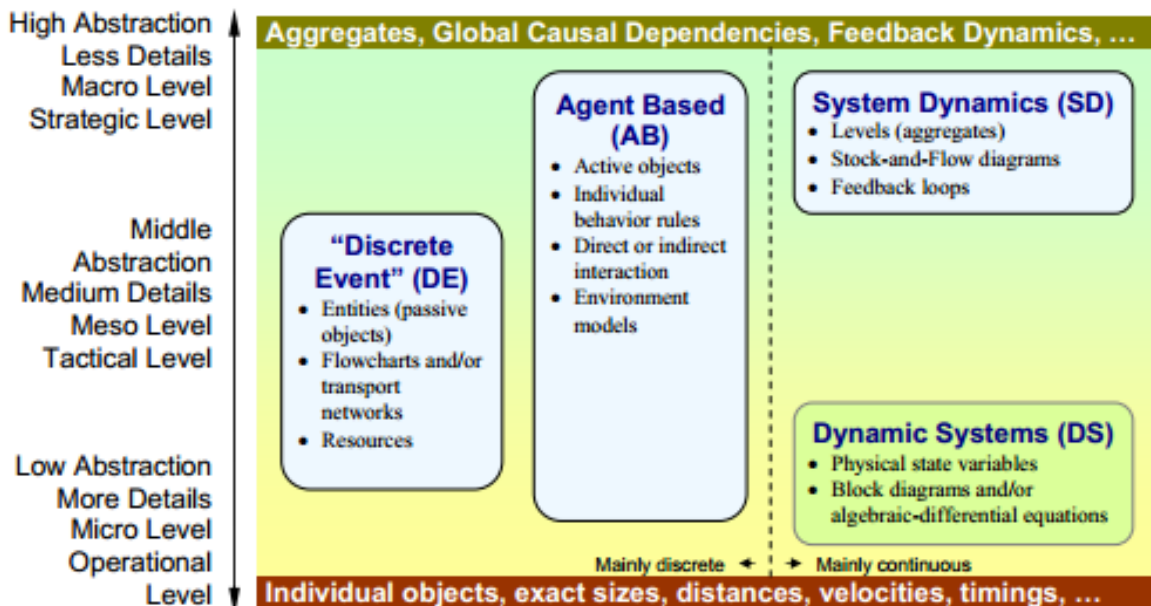 High Abstraction
Less Details
Macro Level
Strategic Level
Middle
Abstraction
Medium Details
Meso Level
Tactical Level
Low Abstraction
More Details
Micro Level
Operational
Level
Aggregates, Global Causal Dependencies, Feedback Dynamics, …
“Discrete
Event” (DE)
• Entities (passive
objects)
• Flowcharts and/or
transport
networks
• Resources
Agent Based
(AB)
• Active objects
• Individual
behavior rules
• Direct or indirect
interaction
• Environment
models
System Dynamics (SD)
• Levels (aggregates)
• Stock-and-Flow diagrams
• Feedback loops
Dynamic Systems (DS)
• Physical state variables
• Block diagrams and/or
algebraic-differential equations
Mainly discrete
Mainly continuous
Individual objects, exact sizes, distances, velocities, timings, …